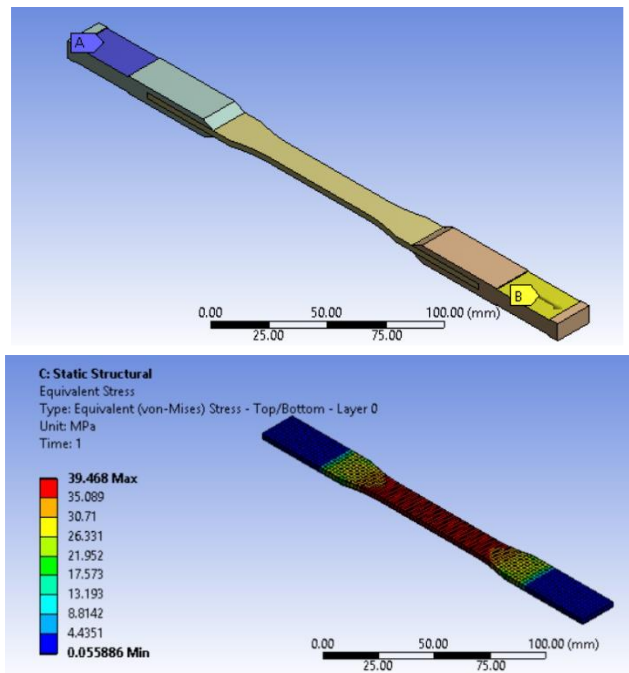 A
B
0.00 50.00 100.00 (mm)
25.00 75.00
C: Static Structural
Equivalent Stress
Type: Equivalent (von-Mises) Stress - Top/Bottom - Layer 0
Unit: MPa
Time: 1
39.468 Max
35.089
30.71
26.331
21.952
17.573
13.193
8.8142
4.4351
0.055886 Min
0.00 50.00 100.00 (mm)
25.00 75.00